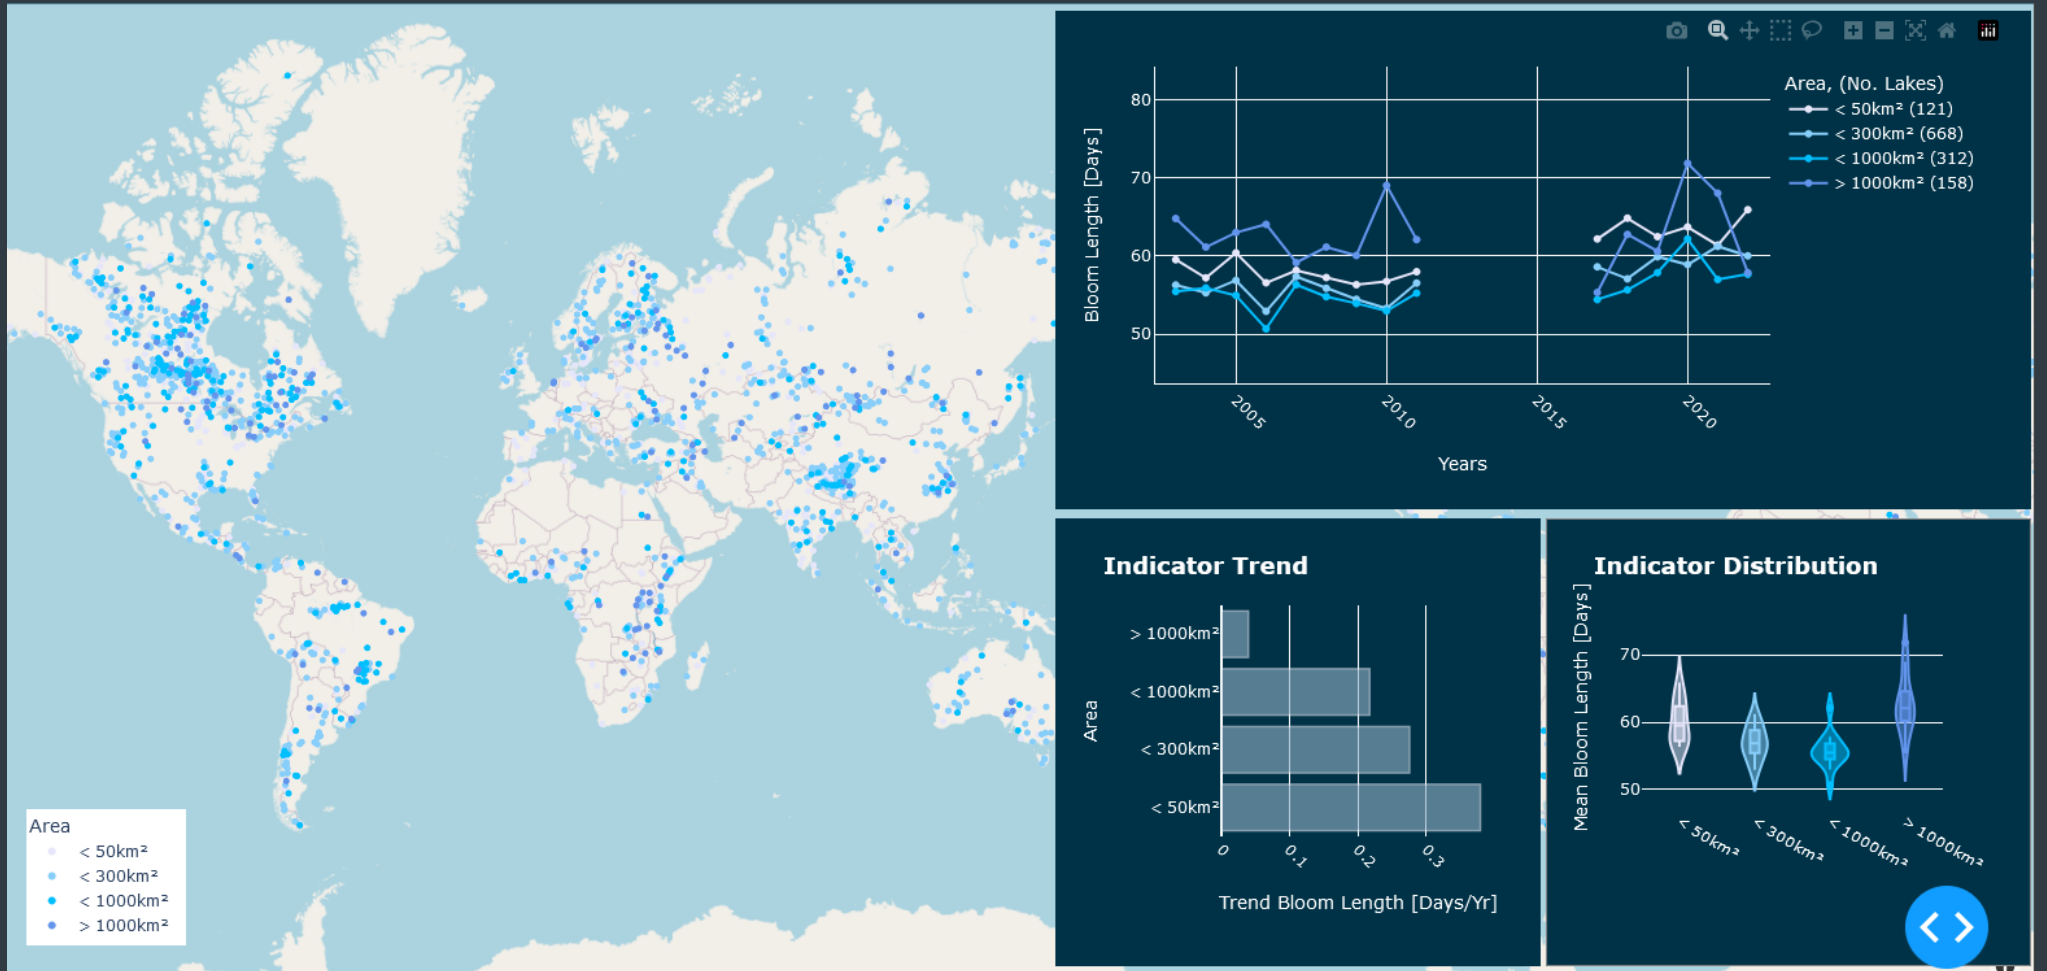 Area, (No. Lakes)
< 50km² (121)
< 300km² (668)
< 1000km² (312)
> 1000km² (158)
Bloom Length [Days]
80
70
60
50
2005
2010
2015
2020
Years
Indicator Trend
Area
> 1000km²
< 1000km²
< 300km²
< 50km²
0
0.1
0.2
0.3
Trend Bloom Length [Days/Yr]
Indicator Distribution
Mean Bloom Length [Days]
70
60
50
< 50km²
< 300km²
< 1000km²
> 1000km²
Area
< 50km²
< 300km²
< 1000km²
> 1000km²